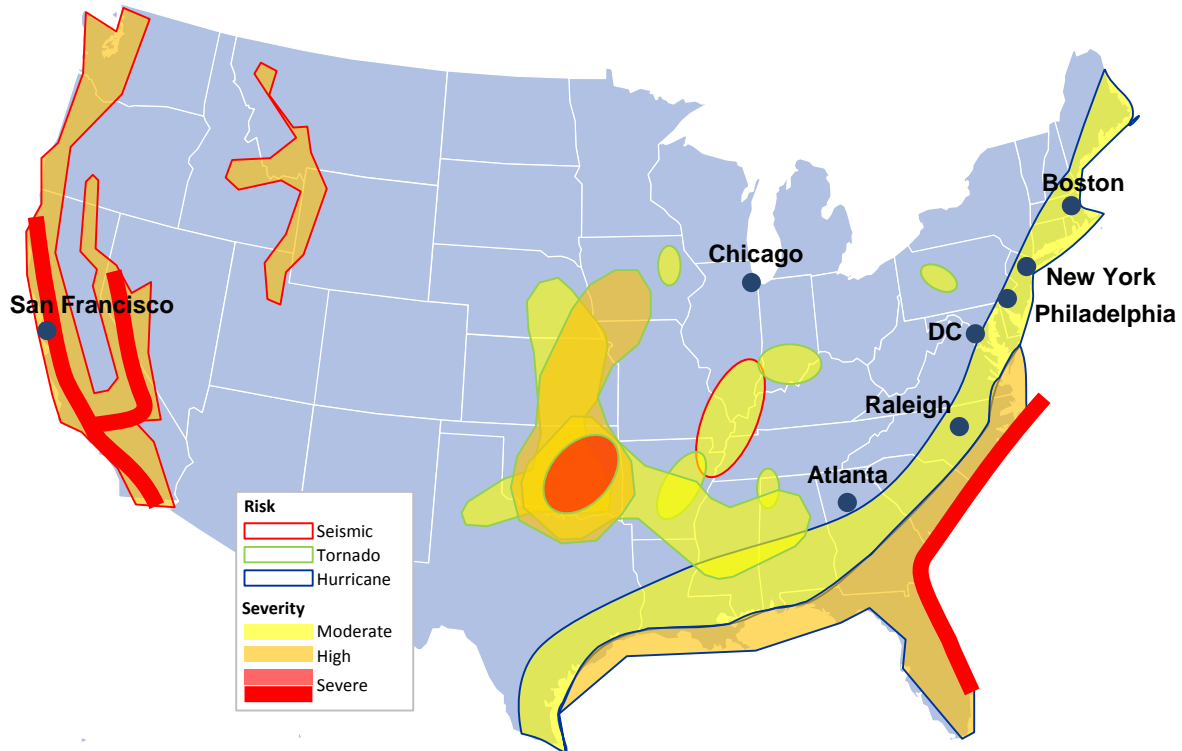 Boston
Chicago
New York
San Francisco
Philadelphia
DC
Raleigh
Atlanta
Risk
Seismic
Tornado
Hurricane
Severity
Moderate
High
Severe